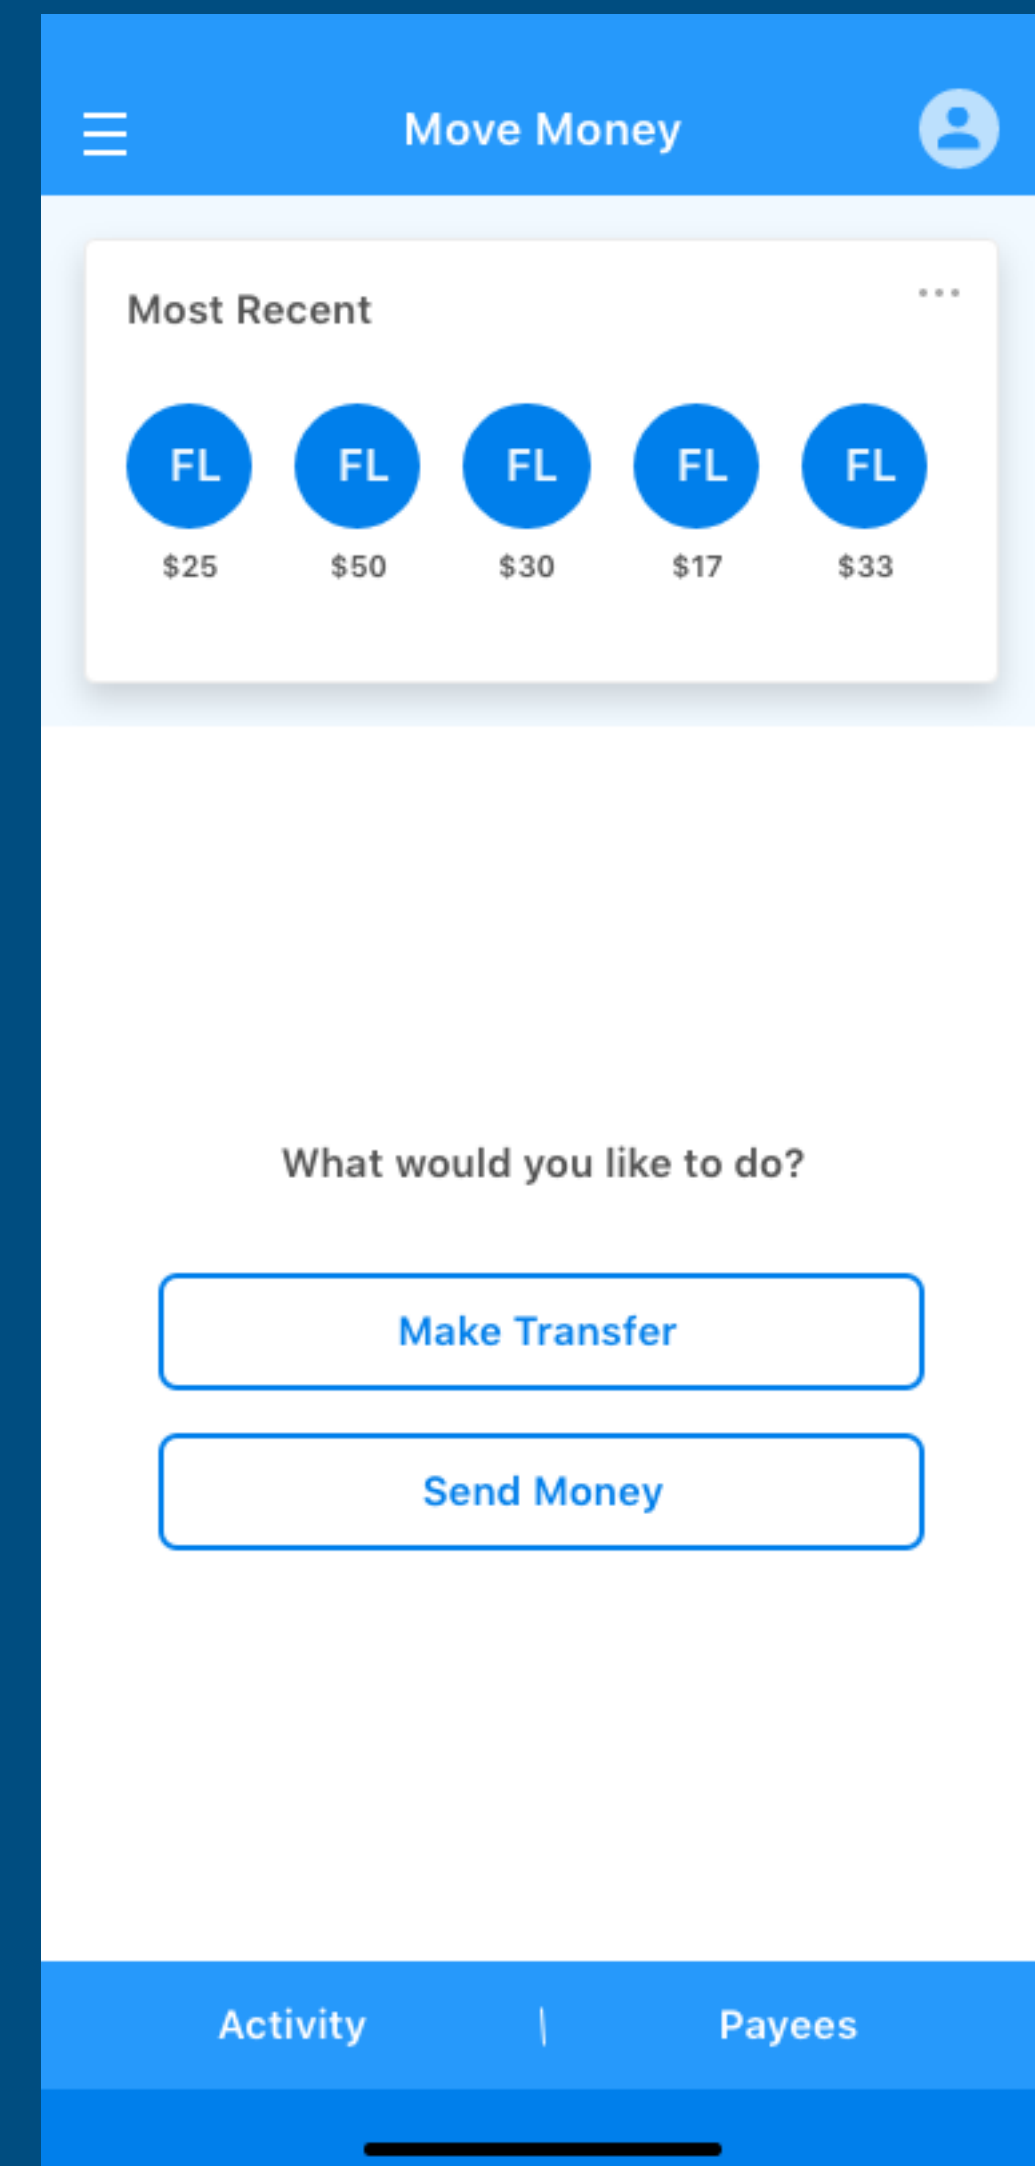 Move Money
Most Recent
FL FL FL FL FL
$25 $50 $30 $17 $33
What would you like to do?
Make Transfer
Send Money
Activity Payees